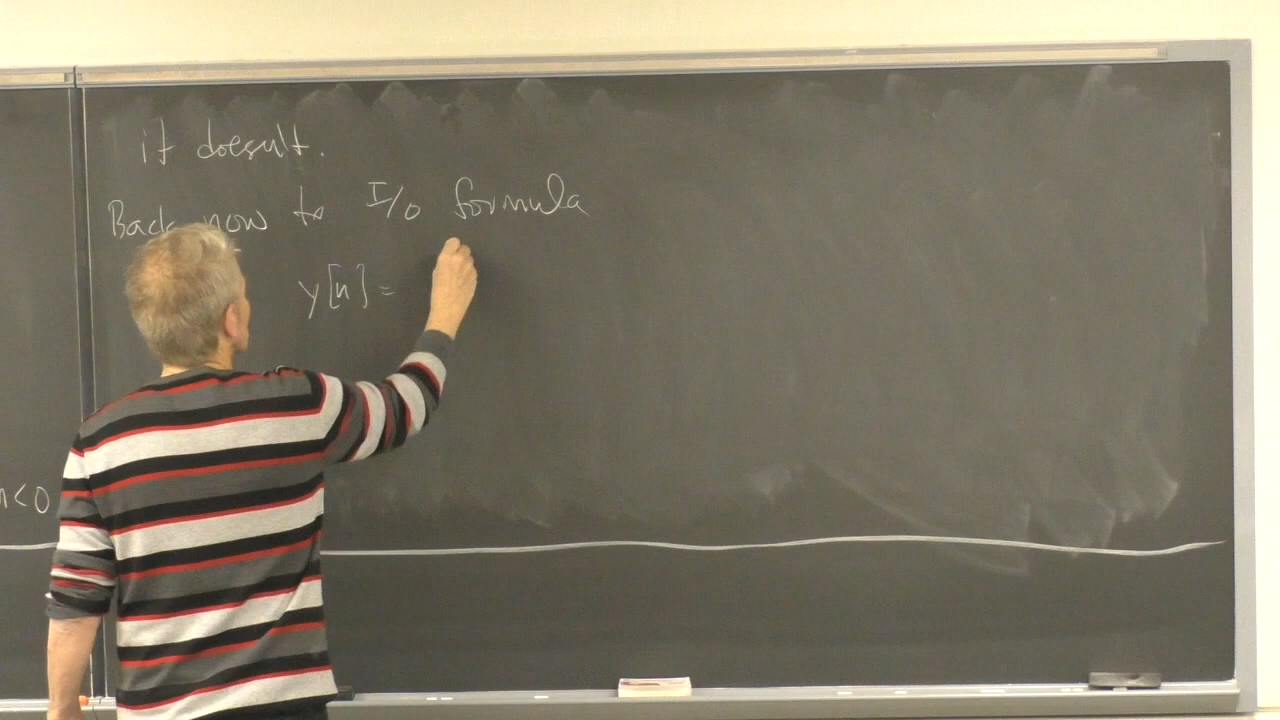 it doesn't.
Back now to I/O formula
y[n] =
n<0